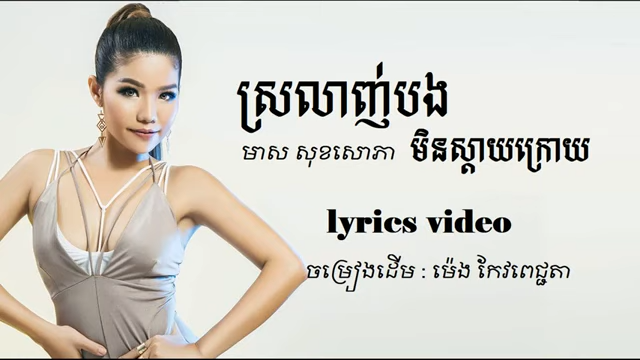 ស្រលាញ់បង
មាស សុខសោភា មិនស្តាយក្រោយ
lyrics video
ចម្រៀងដើម : ម៉េង កែវពេជ្ជតា